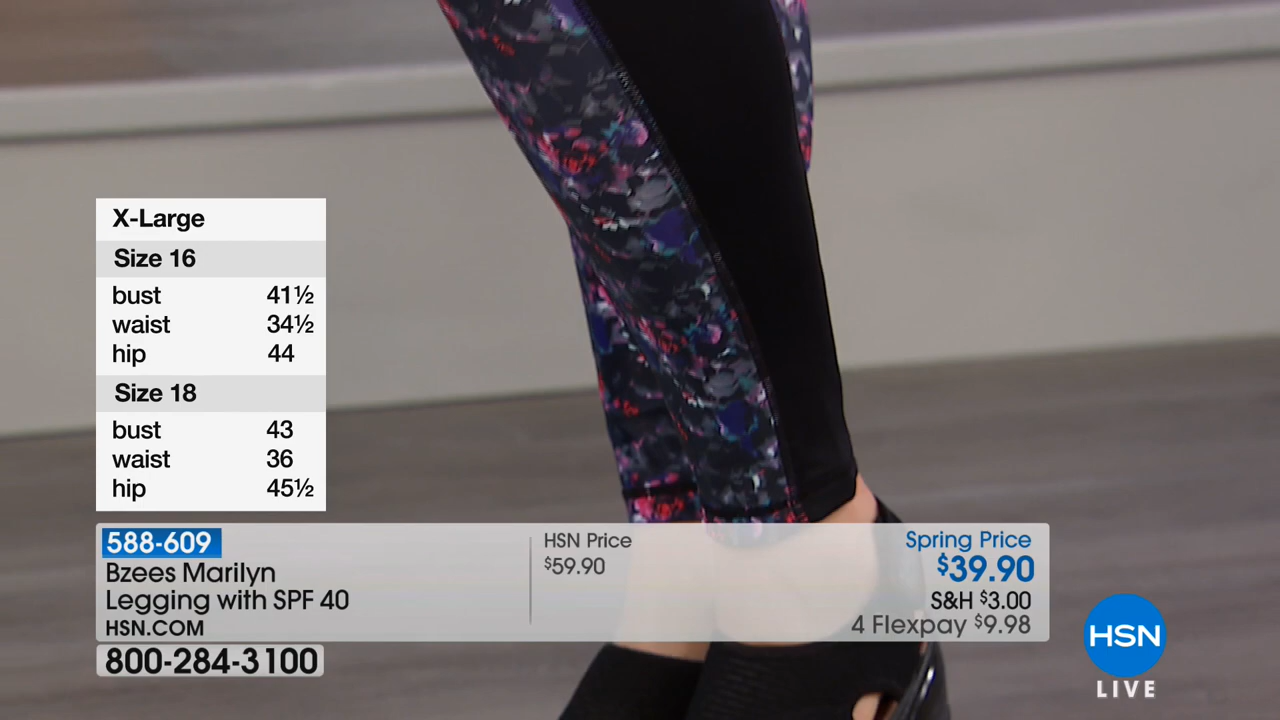 X-Large
Size 16
bust 41½
waist 34½
hip 44
Size 18
bust 43
waist 36
hip 45½
588-609
Bzees Marilyn
Legging with SPF 40
HSN.COM
800-284-3100
HSN Price
$59.90
Spring Price
$39.90
S&H $3.00
4 Flexpay $9.98
HSN
LIVE